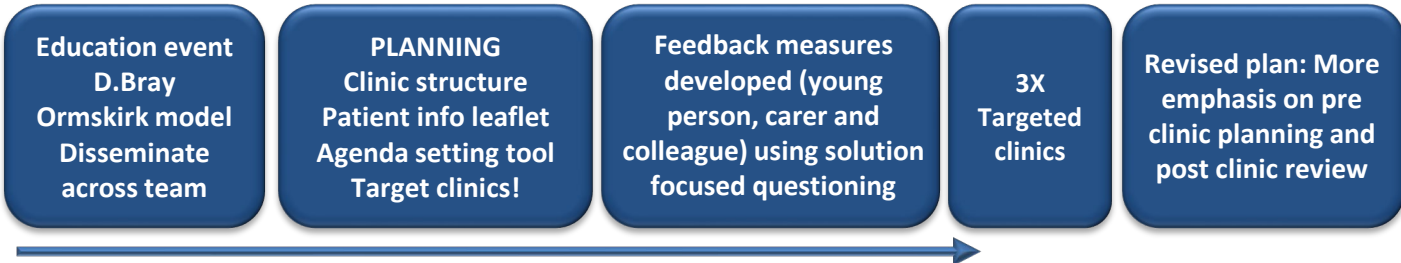 Education event
D.Bray
Ormskirk model
Disseminate
across team
PLANNING
Clinic structure
Patient info leaflet
Agenda setting tool
Target clinics!
Feedback measures
developed (young
person, carer and
colleague) using solution
focused questioning
3X
Targeted
clinics
Revised plan: More
emphasis on pre
clinic planning and
post clinic review